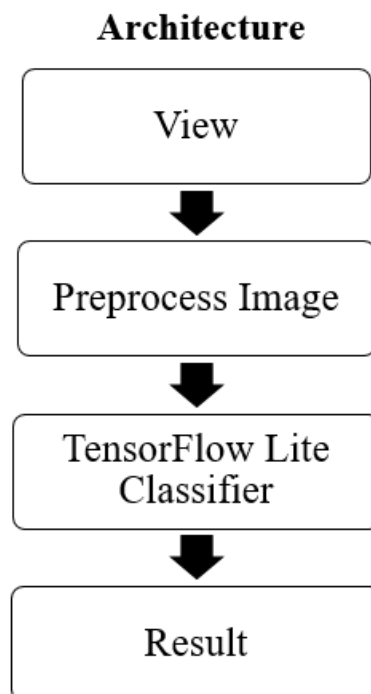 Architecture
View
Preprocess Image
TensorFlow Lite
Classifier
Result